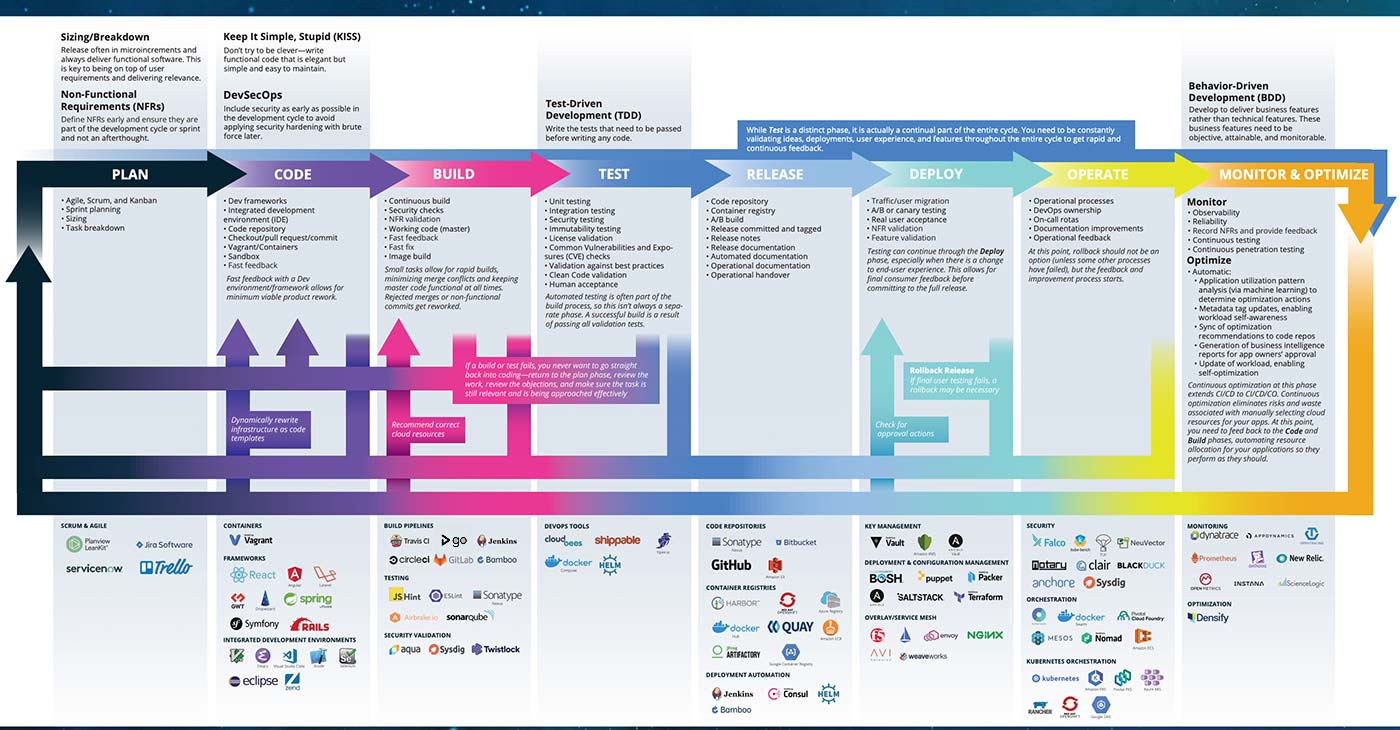 Sizing/Breakdown
Release often in microincrements and
always deliver functional software. This
is key to being on top of user
requirements and delivering relevance.
Non-Functional
Requirements (NFRs)
Define NFRs early and ensure they are
part of the development cycle or sprint
and not an afterthought.
Keep It Simple, Stupid (KISS)
Don't try to be clever—write
functional code that is elegant but
simple and easy to maintain.
DevSecOps
Include security as early as possible in
the development cycle to avoid
applying security hardening with brute
force later.
Test-Driven
Development (TDD)
Write the tests that need to be passed
before writing any code.
While Test is a distinct phase, it is actually a continual part of the entire cycle. You need to be constantly
validating ideas, deployments, user experience, and features throughout the entire cycle to get rapid and
continuous feedback.
Behavior-Driven
Development (BDD)
Develop to deliver business features
rather than technical features. These
business features need to be
objective, attainable, and monitorable.
PLAN
CODE
BUILD
TEST
RELEASE
DEPLOY
OPERATE
MONITOR & OPTIMIZE
• Agile, Scrum, and Kanban
• Sprint planning
• Sizing
• Task breakdown
• Dev frameworks
• Integrated development
environment (IDE)
• Code repository
• Checkout/pull request/commit
• Vagrant/Containers
• Sandbox
• Fast feedback
Fast feedback with a Dev
environment/framework allows for
minimum viable product rework.
• Continuous build
• Security checks
• NFR validation
• Working code (master)
• Fast feedback
• Fast fix
• Image build
Small tasks allow for rapid builds,
minimizing merge conflicts and keeping
master code functional at all times.
Rejected merges or non-functional
commits get reworked.
• Unit testing
• Integration testing
• Security testing
• Immutability testing
• License validation
• Common Vulnerabilities and Expo-
sures (CVE) checks
• Validation against best practices
• Clean Code validation
• Human acceptance
Automated testing is often part of the
build process, so this isn't always a sepa-
rate phase. A successful build is a result
of passing all validation tests.
• Code repository
• Container registry
• A/B build
• Release committed and tagged
• Release notes
• Release documentation
• Automated documentation
• Operational documentation
• Operational handover
• Traffic/user migration
• A/B or canary testing
• Real user acceptance
• NFR validation
• Feature validation
Testing can continue through the Deploy
phase, especially when there is a change
to end-user experience. This allows for
final consumer feedback before
committing to the full release.
• Operational processes
• DevOps ownership
• On-call rotas
• Documentation improvements
• Operational feedback
At this point, rollback should not be an
option (unless some other processes
have failed), but the feedback and
improvement process starts.
Monitor
• Observability
• Reliability
• Record NFRs and provide feedback
• Continuous testing
• Continuous penetration testing
Optimize
• Automatic:
• Application utilization pattern
analysis (via machine learning) to
determine optimization actions
• Metadata tag updates, enabling
workload self-awareness
• Sync of optimization
recommendations to code repos
• Generation of business intelligence
reports for app owners' approval
• Update of workload, enabling
self-optimization
Continuous optimization at this phase
extends CI/CD to CI/CD/CO. Continuous
optimization eliminates risks and waste
associated with manually selecting cloud
resources for your apps. At this point,
you need to feed back to the Code and
Build phases, automating resource
allocation for your applications so they
perform as they should.
If a build or test fails, you never want to go straight
back into coding—return to the plan phase, review the
work, review the objections, and make sure the task is
still relevant and is being approached effectively
Dynamically rewrite
infrastructure as code
templates
Recommend correct
cloud resources
Rollback Release
If final user testing fails, a
rollback may be necessary
Check for
approval actions
SCRUM & AGILE
Planview
LeanKit
Jira Software
servicenow
Trello
CONTAINERS
Vagrant
FRAMEWORKS
React
Angular
Laravel
GWT
Dropwizard
spring
Symfony
RAILS
INTEGRATED DEVELOPMENT ENVIRONMENTS
Emacs
Visual Studio Code
Xcode
eclipse
zend
BUILD PIPELINES
Travis CI
go
Jenkins
circleci
GitLab
Bamboo
TESTING
JS Hint
ESLint
Sonatype
Nexus
Airbrake.io
sonarqube
SECURITY VALIDATION
aqua
Sysdig
Twistlock
DEVOPS TOOLS
cloudbees
shippable
docker
Compose
HELM
CODE REPOSITORIES
Sonatype
Nexus
Bitbucket
GitHub
Amazon S3
CONTAINER REGISTRIES
HARBOR
OPENSHIFT
Azure Registry
docker
Hub
QUAY
Amazon ECR
JFrog
ARTIFACTORY
Google Container Registry
DEPLOYMENT AUTOMATION
Jenkins
Consul
HELM
Bamboo
KEY MANAGEMENT
Vault
Amazon KMS
ANSIBLE
Vault
DEPLOYMENT & CONFIGURATION MANAGEMENT
BOSH
puppet
Packer
ANSIBLE
SALTSTACK
Terraform
OVERLAY/SERVICE MESH
envoy
NGINX
AVI
Networks
weaveworks
SECURITY
Falco
kube-bench
TUF
NeuVector
Notary
clair
BLACKDUCK
anchore
Sysdig
ORCHESTRATION
docker
Swarm
Pivotal
Cloud Foundry
MESOS
Nomad
Amazon ECS
KUBERNETES ORCHESTRATION
kubernetes
Amazon EKS
Pivotal PKS
Azure AKS
RANCHER
OPENSHIFT
Google GKE
MONITORING
dynatrace
APPDYNAMICS
OPENTRACING
Prometheus
New Relic.
OPEN METRICS
INSTANA
ScienceLogic
OPTIMIZATION
Densify